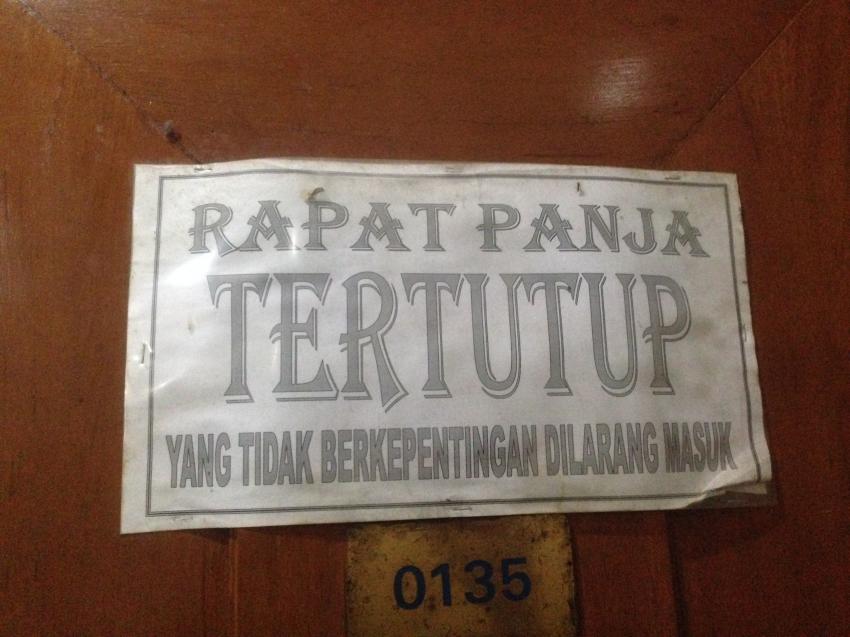 RAPAT PANJA
TERTUTUP
YANG TIDAK BERKEPENTINGAN DILARANG MASUK
0135